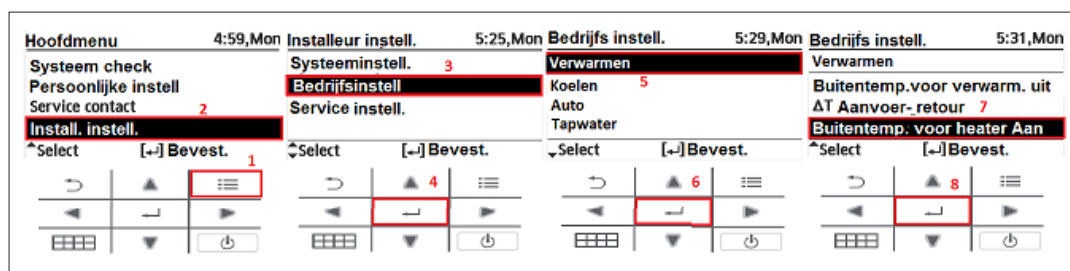 Hoofdmenu 4:59,Mon
Systeem check
Persoonlijke instell
Service contact
2
Install. instell.
Select [↵] Bevest.
1
Installeur instell. 5:25,Mon
Systeeminstell. 3
Bedrijfsinstell
Service instell.
Select [↵] Bevest.
4
Bedrijfs instell. 5:29,Mon
Verwarmen
Koelen 5
Auto
Tapwater
Select [↵] Bevest.
6
Bedrijfs instell. 5:31,Mon
Verwarmen
Buitentemp.voor verwarm. uit
ΔT Aanvoer-_retour 7
Buitentemp. voor heater Aan
Select [↵]Bevest.
8